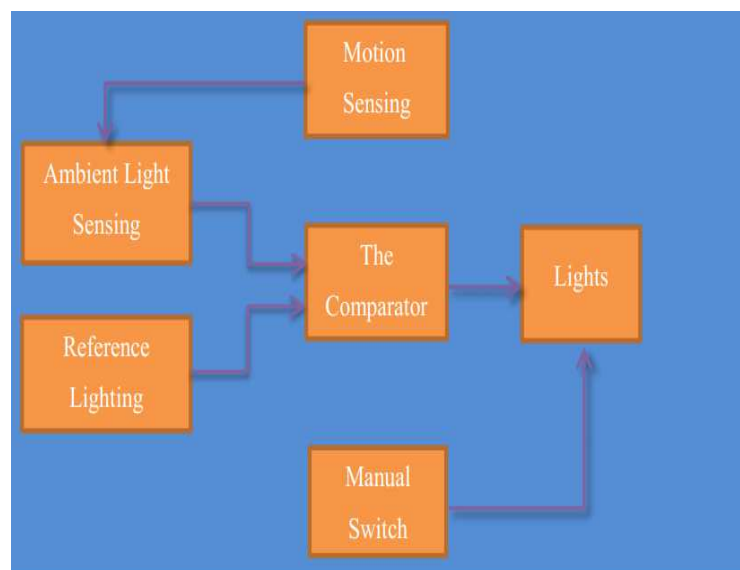 Motion
Sensing
Ambient Light
Sensing
The
Comparator
Lights
Reference
Lighting
Manual
Switch